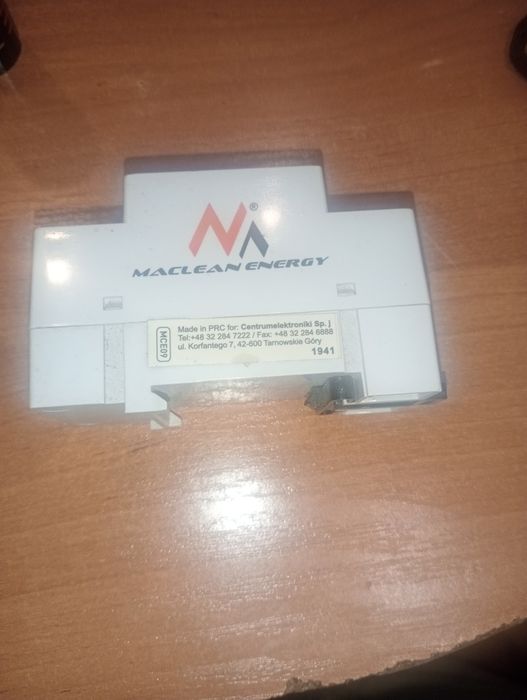 ®
MACLEAN ENERGY
MCE09
Made in PRC for: Centrumelektroniki Sp. j
Tel:+48 32 284 7222 / Fax: +48 32 284 6888
ul. Korfantego 7, 42-600 Tarnowskie Góry
1941